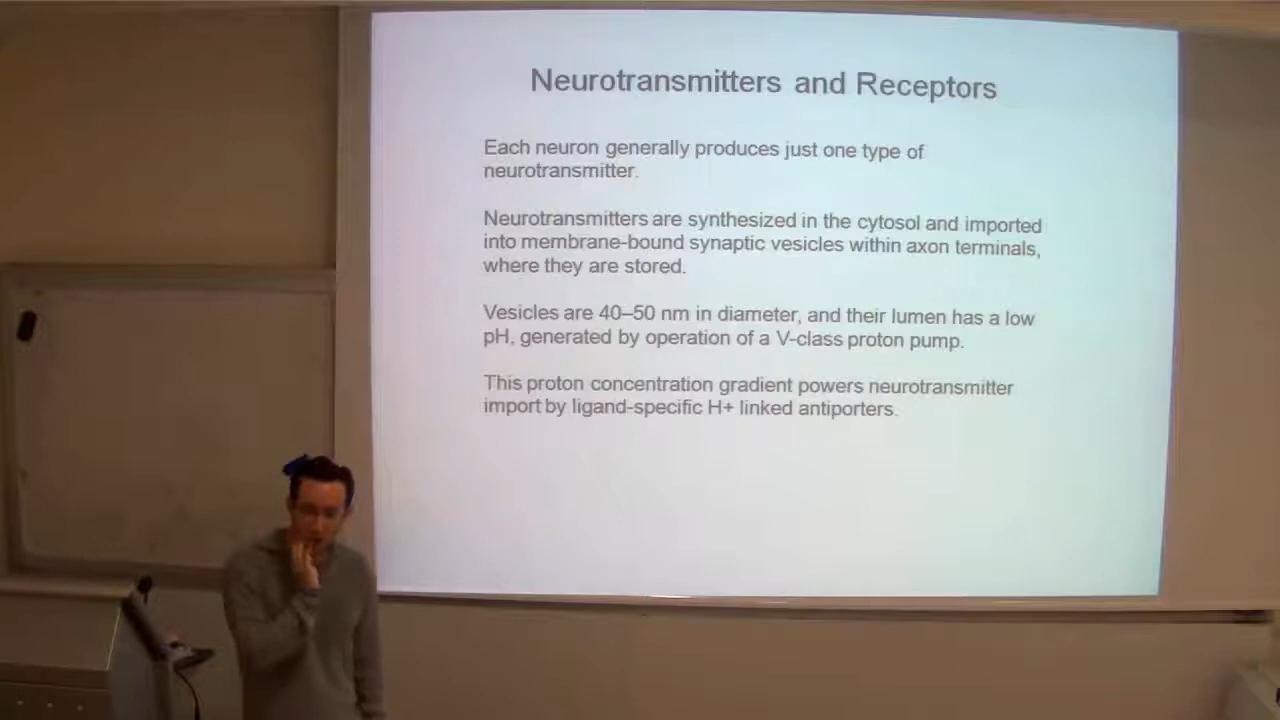 Neurotransmitters and Receptors
Each neuron generally produces just one type of
neurotransmitter.
Neurotransmitters are synthesized in the cytosol and imported
into membrane-bound synaptic vesicles within axon terminals,
where they are stored.
Vesicles are 40–50 nm in diameter, and their lumen has a low
pH, generated by operation of a V-class proton pump.
This proton concentration gradient powers neurotransmitter
import by ligand-specific H+ linked antiporters.